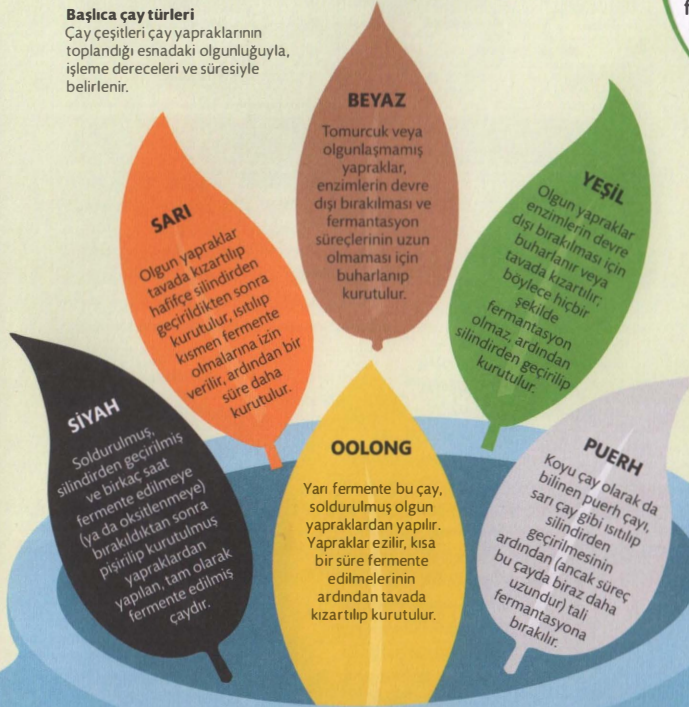 Başlıca çay türleri
Çay çeşitleri çay yapraklarının
toplandığı esnadaki olgunluğuyla,
işleme dereceleri ve süresiyle
belirlenir.
BEYAZ
Tomurcuk veya
olgunlaşmamış
yapraklar,
enzimlerin devre
dışı bırakılması ve
fermantasyon
süreçlerinin uzun
olmaması için
buharlanıp
kurutulur.
SARI
Olgun yapraklar
tavada kızartılıp
hafifçe silindirden
geçirildikten sonra
kurutulur, ısıtılıp
kısmen fermente
olmalarına izin
verilir, ardından bir
süre daha
kurutulur.
YEŞİL
Olgun yapraklar
enzimlerin devre
dışı bırakılması için
buharlanır veya
tavada kızartılır;
böylece hiçbir
şekilde
fermantasyon
olmaz, ardından
silindirden geçirilip
kurutulur.
SİYAH
Soldurulmuş,
silindirden geçirilmiş
ve birkaç saat
fermente edilmeye
(ya da oksitlenmeye)
bırakıldıktan sonra
pişirilip kurutulmuş
yapraklardan
yapılan, tam olarak
fermente edilmiş
çaydır.
OOLONG
Yarı fermente bu çay,
soldurulmuş olgun
yapraklardan yapılır.
Yapraklar ezilir, kısa
bir süre fermente
edilmelerinin
ardından tavada
kızartılıp kurutulur.
PUERH
Koyu çay olarak da
bilinen puerh çayı,
sarı çay gibi ısıtılıp
silindirden
geçirilmesinin
ardından (ancak süreç
bu çayda biraz daha
uzundur) tali
fermantasyona
bırakılır.